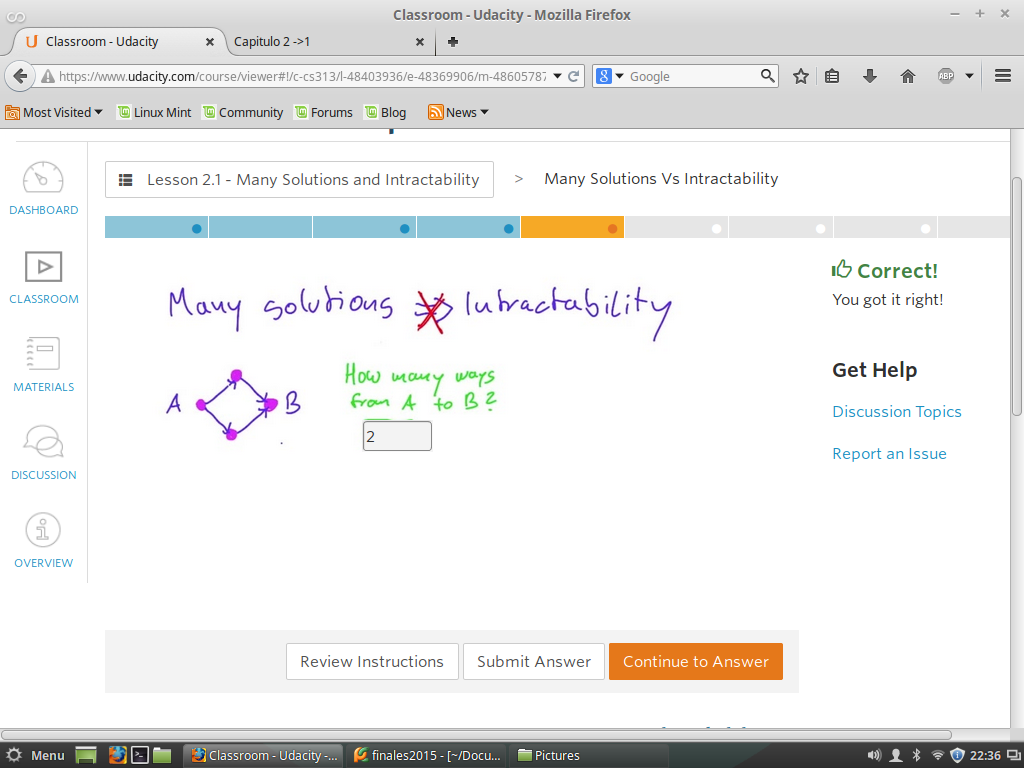 Classroom - Udacity - Mozilla Firefox
Classroom - Udacity
Capitulo 2 ->1
https://www.udacity.com/course/viewer#!/c-cs313/l-48403936/e-48369906/m-48605787
Google
Most Visited
Linux Mint
Community
Forums
Blog
News
DASHBOARD
CLASSROOM
MATERIALS
DISCUSSION
OVERVIEW
Lesson 2.1 - Many Solutions and Intractability > Many Solutions Vs Intractability
Many solutions ⇒ Intractability
A
B
How many ways
from A to B?
2
Correct!
You got it right!
Get Help
Discussion Topics
Report an Issue
Review Instructions
Submit Answer
Continue to Answer
Menu
Classroom - Udacity -...
finales2015 - [~/Docu...
Pictures
22:36